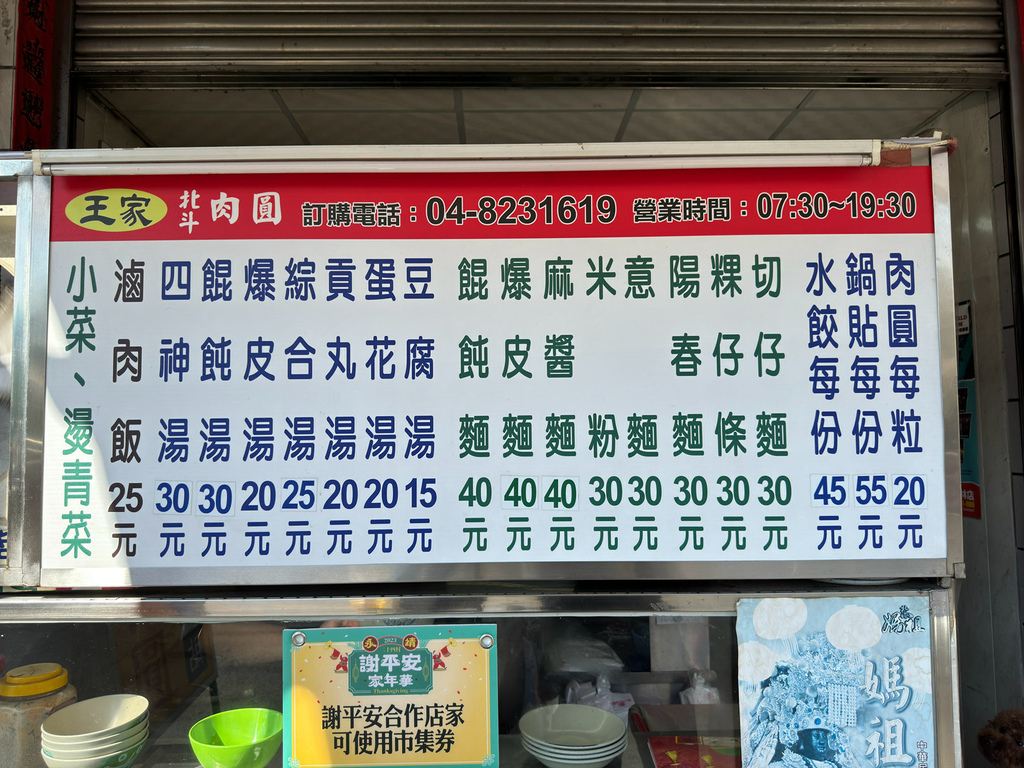 王家 北斗 肉圓 訂購電話：04-8231619 營業時間：07:30~19:30
肉圓每粒 20元
鍋貼每份 55元
水餃每份 45元
切仔麵 30元
粿仔條 30元
陽春麵 30元
意麵 30元
米粉 30元
麻醬麵 40元
爆皮麵 40元
餛飩麵 40元
豆腐湯 15元
蛋花湯 20元
貢丸湯 20元
綜合湯 25元
爆皮湯 20元
餛飩湯 30元
四神湯 30元
滷肉飯 25元
小菜、燙青菜
永靖
2023
謝平安
家年華
Thanksgiving
謝平安合作店家
可使用市集券
媽祖